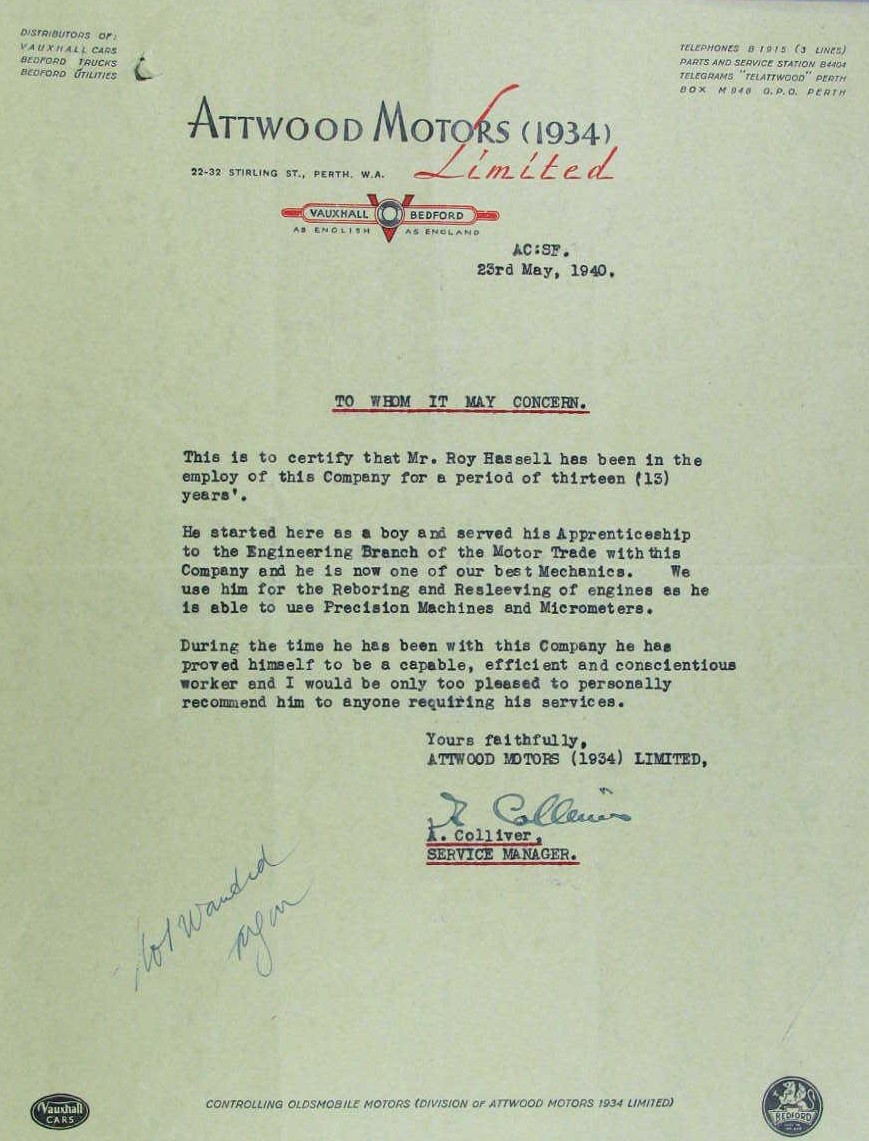 DISTRIBUTORS OF:
VAUXHALL CARS
BEDFORD TRUCKS
BEDFORD UTILITIES
TELEPHONES B 1915 (3 LINES)
PARTS AND SERVICE STATION B4404
TELEGRAMS "TELATTWOOD" PERTH
BOX M 948 G.P.O. PERTH
ATTWOOD MOTORS (1934)
Limited
22-32 STIRLING ST., PERTH, W.A.
VAUXHALL BEDFORD
AS ENGLISH AS ENGLAND
AC:SF.
23rd May, 1940.
TO WHOM IT MAY CONCERN.
This is to certify that Mr. Roy Hassell has been in the
employ of this Company for a period of thirteen (13)
years'.
He started here as a boy and served his Apprenticeship
to the Engineering Branch of the Motor Trade with this
Company and he is now one of our best Mechanics. We
use him for the Reboring and Resleeving of engines as he
is able to use Precision Machines and Micrometers.
During the time he has been with this Company he has
proved himself to be a capable, efficient and conscientious
worker and I would be only too pleased to personally
recommend him to anyone requiring his services.
Yours faithfully,
ATTWOOD MOTORS (1934) LIMITED,
A. Colliver,
SERVICE MANAGER.
Not Wanted
CONTROLLING OLDSMOBILE MOTORS (DIVISION OF ATTWOOD MOTORS 1934 LIMITED)
Vauxhall
CARS
BEDFORD